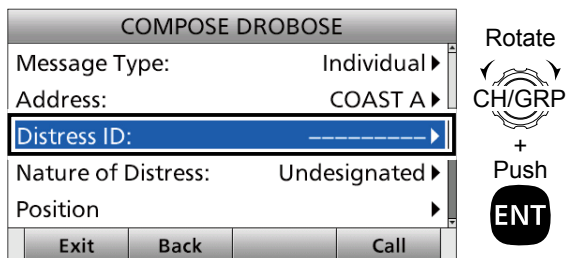 COMPOSE DROBOSE
Message Type: Individual
Address: COAST A
Distress ID: ---------
Nature of Distress: Undesignated
Position
Exit Back Call
Rotate
CH/GRP
+
Push
ENT